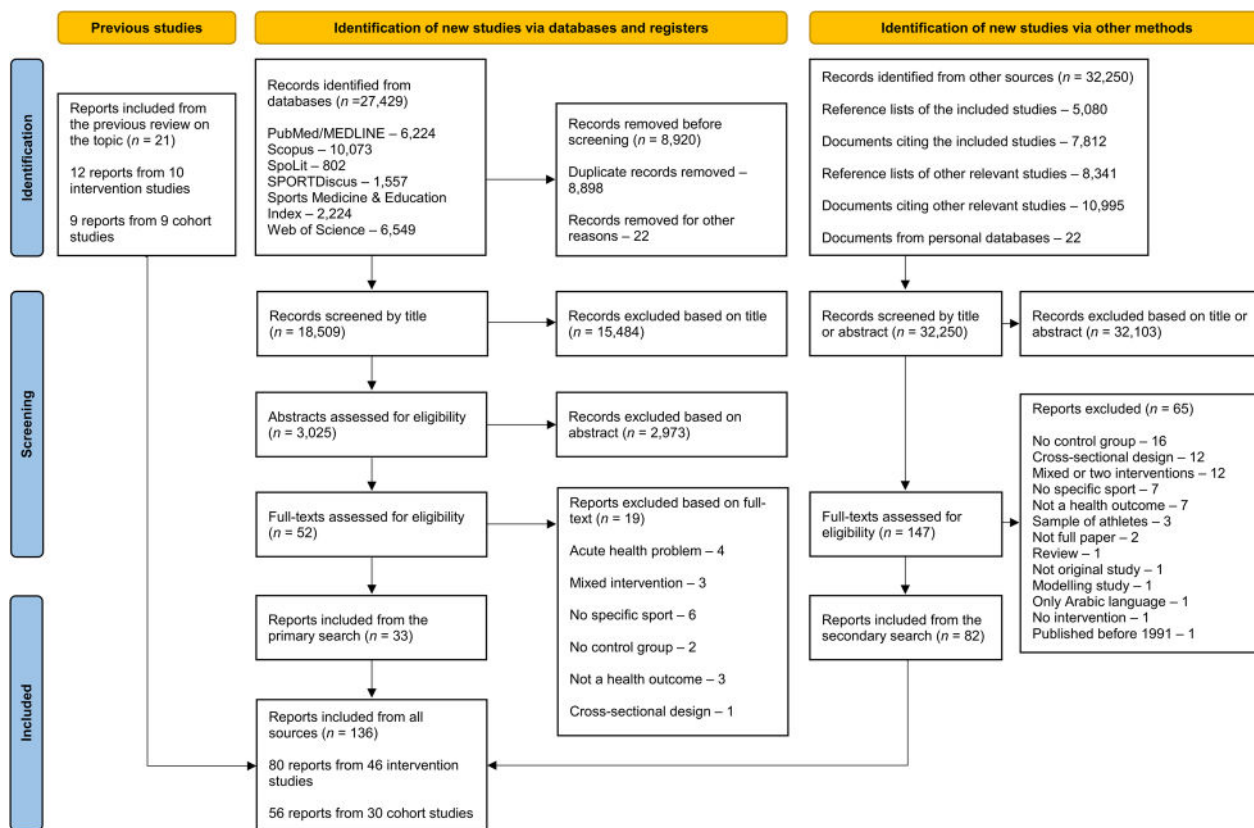 Previous studies
Identification of new studies via databases and registers
Identification of new studies via other methods
Identification
Reports included from
the previous review on
the topic (n = 21)
12 reports from 10
intervention studies
9 reports from 9 cohort
studies
Records identified from
databases (n =27,429)
PubMed/MEDLINE – 6,224
Scopus – 10,073
SpoLit – 802
SPORTDiscus – 1,557
Sports Medicine & Education
Index – 2,224
Web of Science – 6,549
Records removed before
screening (n = 8,920)
Duplicate records removed –
8,898
Records removed for other
reasons – 22
Records identified from other sources (n = 32,250)
Reference lists of the included studies – 5,080
Documents citing the included studies – 7,812
Reference lists of other relevant studies – 8,341
Documents citing other relevant studies – 10,995
Documents from personal databases – 22
Screening
Records screened by title
(n = 18,509)
Records excluded based on title
(n = 15,484)
Records screened by title
or abstract (n = 32,250)
Records excluded based on title or
abstract (n = 32,103)
Abstracts assessed for eligibility
(n = 3,025)
Records excluded based on
abstract (n = 2,973)
Full-texts assessed for eligibility
(n = 52)
Reports excluded based on full-
text (n = 19)
Acute health problem – 4
Mixed intervention – 3
No specific sport – 6
No control group – 2
Not a health outcome – 3
Cross-sectional design – 1
Full-texts assessed for
eligibility (n = 147)
Reports excluded (n = 65)
No control group – 16
Cross-sectional design – 12
Mixed or two interventions – 12
No specific sport – 7
Not a health outcome – 7
Sample of athletes – 3
Not full paper – 2
Review – 1
Not original study – 1
Modelling study – 1
Only Arabic language – 1
No intervention – 1
Published before 1991 – 1
Included
Reports included from the
primary search (n = 33)
Reports included from the
secondary search (n = 82)
Reports included from all
sources (n = 136)
80 reports from 46 intervention
studies
56 reports from 30 cohort studies